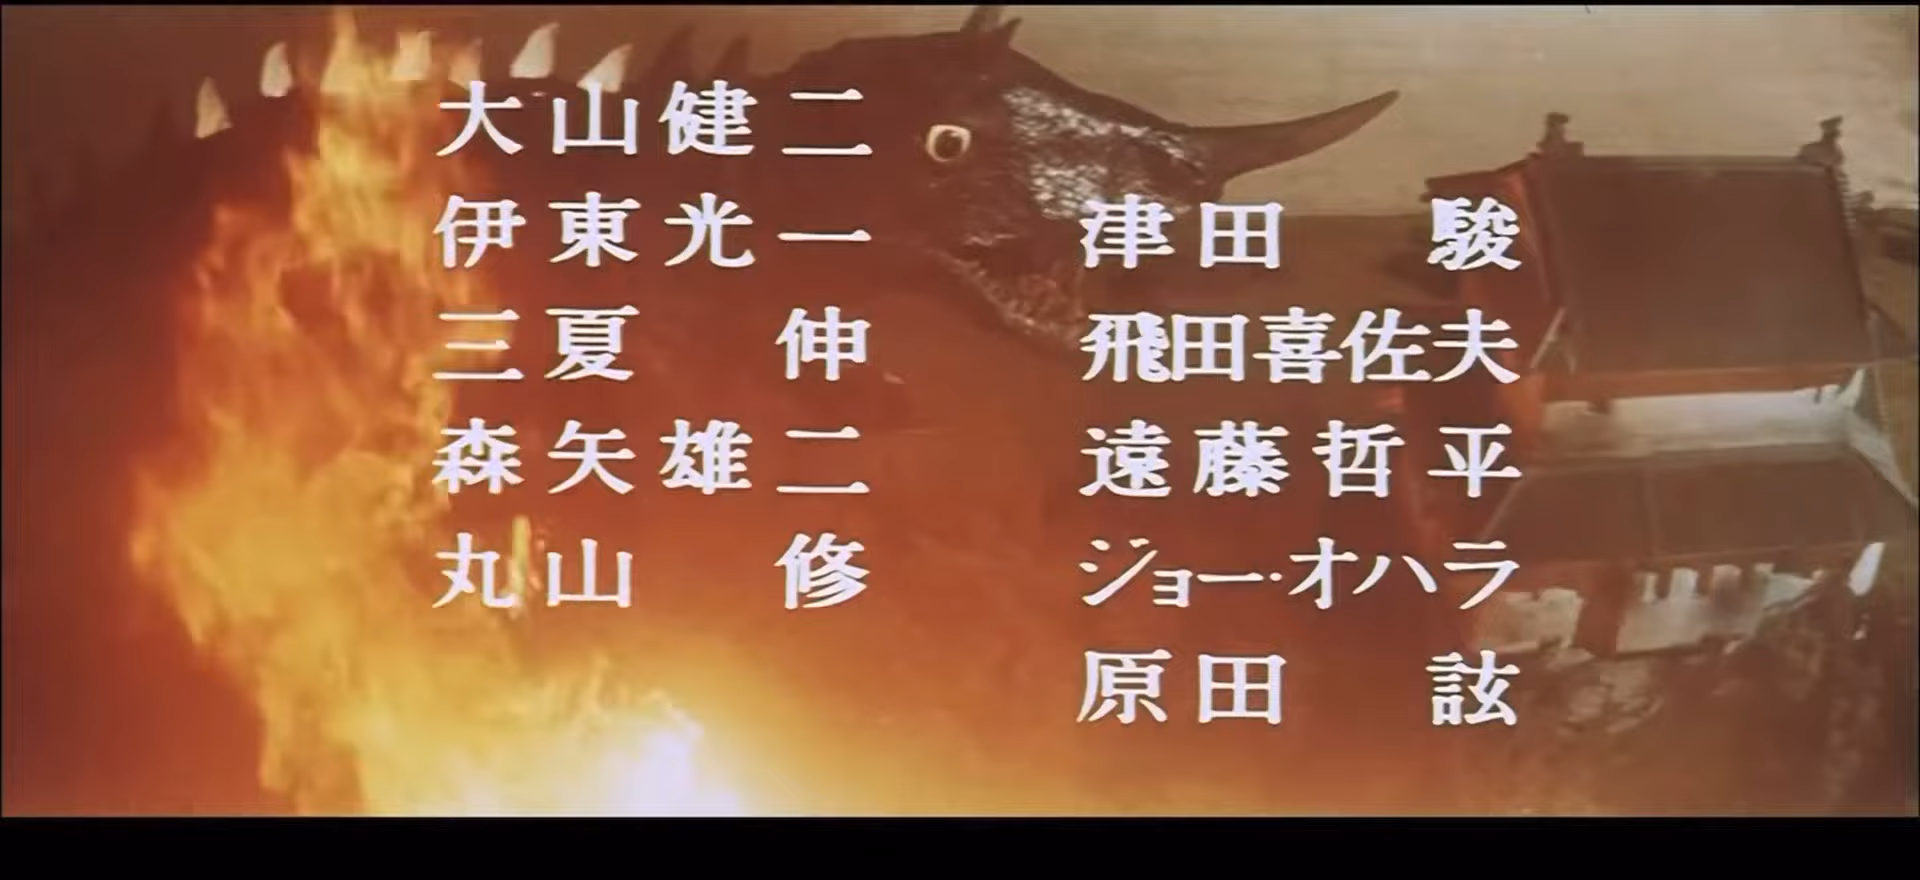 津田　駿
飛田喜佐夫
遠藤哲平
ジョー・オハラ
原田　詃
大山健二
伊東光一
三夏　伸
森矢雄二
丸山　修